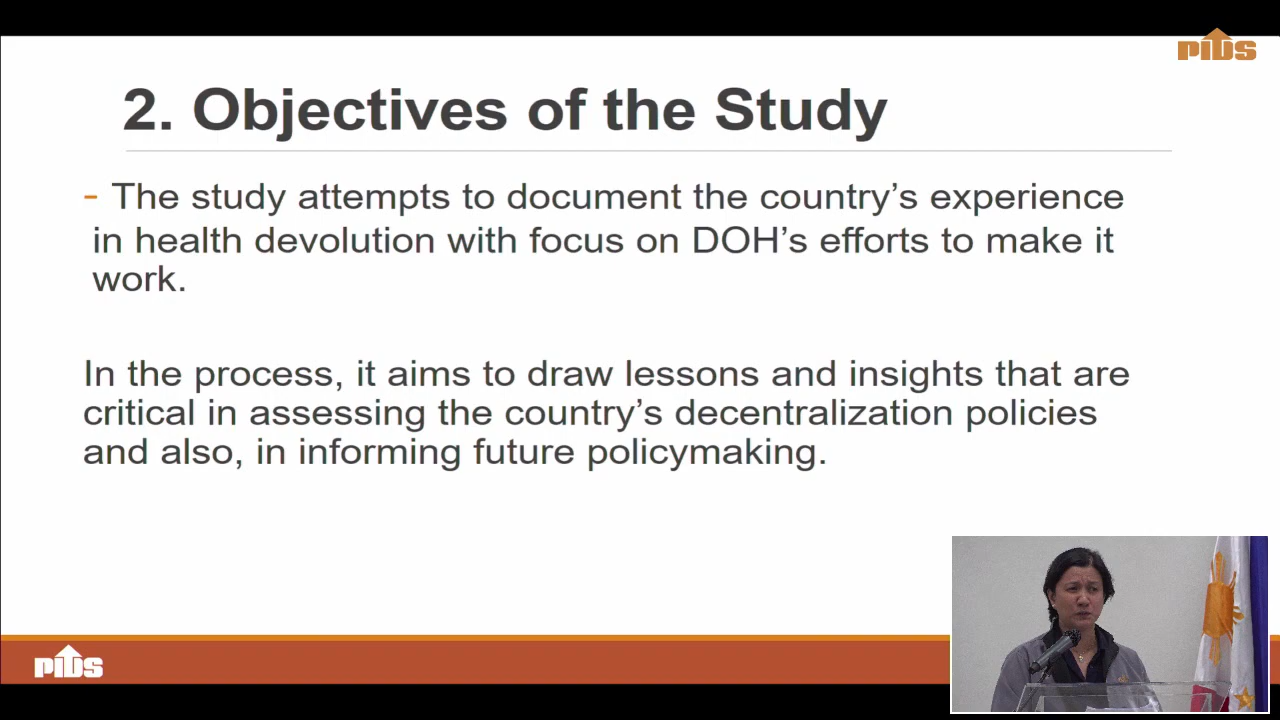 PIDS
2. Objectives of the Study
- The study attempts to document the country’s experience
in health devolution with focus on DOH’s efforts to make it
work.
In the process, it aims to draw lessons and insights that are
critical in assessing the country’s decentralization policies
and also, in informing future policymaking.
PIDS